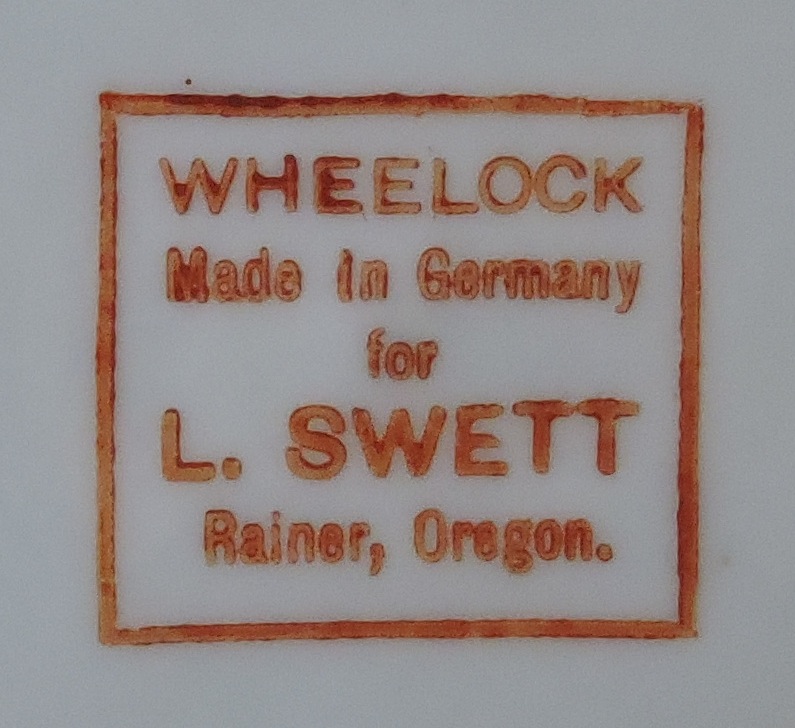 WHEELOCK
Made in Germany
for
L. SWETT
Rainer, Oregon.